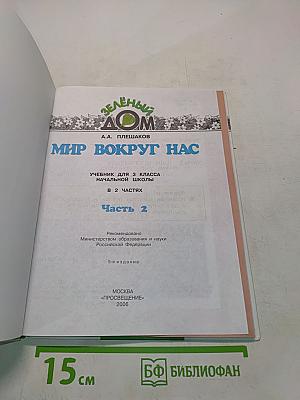 ЗЕЛЁНЫЙ
ДОМ
А.А. ПЛЕШАКОВ
МИР ВОКРУГ НАС
УЧЕБНИК ДЛЯ 3 КЛАССА
НАЧАЛЬНОЙ ШКОЛЫ
В 2 ЧАСТЯХ
Часть 2
Рекомендовано
Министерством образования и науки
Российской Федерации
МОСКВА
«ПРОСВЕЩЕНИЕ»
2006
15 см
БФ БИБЛИОФАН